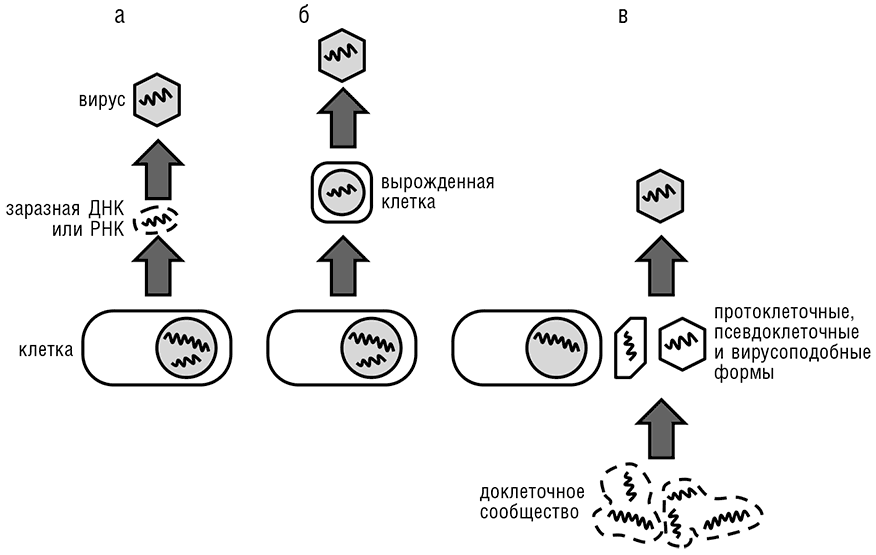 а
б
в
вирус
заразная ДНК
или РНК
клетка
вырожденная
клетка
протоклеточные,
псевдоклеточные
и вирусоподобные
формы
доклеточное
сообщество